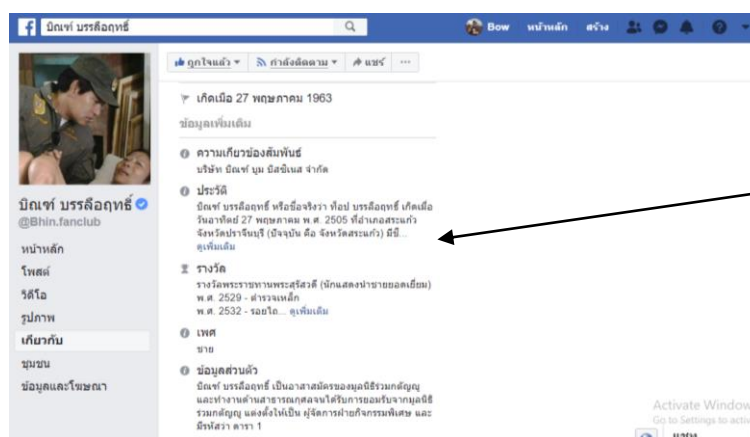 บิณฑ์ บรรลือฤทธิ์
Bow หน้าหลัก สร้าง
ถูกใจแล้ว กำลังติดตาม แชร์ ...
เกิดเมื่อ 27 พฤษภาคม 1963
ข้อมูลเพิ่มเติม
ความเกี่ยวข้องสัมพันธ์
บริษัท บิณฑ์ บูม บิสซิเนส จำกัด
ประวัติ
บิณฑ์ บรรลือฤทธิ์ หรือชื่อจริงว่า ท็อป บรรลือฤทธิ์ เกิดเมื่อ
วันอาทิตย์ 27 พฤษภาคม พ.ศ. 2505 ที่อำเภอสระแก้ว
จังหวัดปราจีนบุรี (ปัจจุบัน คือ จังหวัดสระแก้ว) มีชื่...
ดูเพิ่มเติม
รางวัล
รางวัลพระราชทานพระสุรัสวดี (นักแสดงนำชายยอดเยี่ยม)
พ.ศ. 2529 - ตำรวจเหล็ก
พ.ศ. 2532 - รอยไถ... ดูเพิ่มเติม
เพศ
ชาย
ข้อมูลส่วนตัว
บิณฑ์ บรรลือฤทธิ์ เป็นอาสาสมัครของมูลนิธิร่วมกตัญญู
และทำงานด้านสาธารณกุศลจนได้รับการยอมรับจากมูลนิธิ
ร่วมกตัญญู แต่งตั้งให้เป็น ผู้จัดการฝ่ายกิจกรรมพิเศษ และ
มีรหัสว่า ดารา 1
บิณฑ์ บรรลือฤทธิ์
@Bhin.fanclub
หน้าหลัก
โพสต์
วิดีโอ
รูปภาพ
เกี่ยวกับ
ชุมชน
ข้อมูลและโฆษณา
Activate Window
Go to Settings to activ